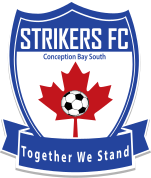 STRIKERS FC
Conception Bay South
Together We Stand